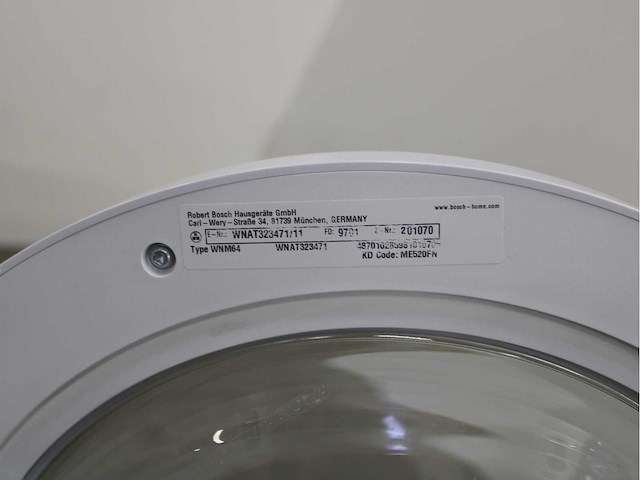 Robert Bosch Hausgeräte GmbH
www.bosch-home.com
Carl-Wery-Straße 34, 81739 München, GERMANY
E-Nr.: WNAT323471/11 FD: 9701 Z-Nr.: 201070
Type WNM64 WNAT323471
KD Code: ME520FN